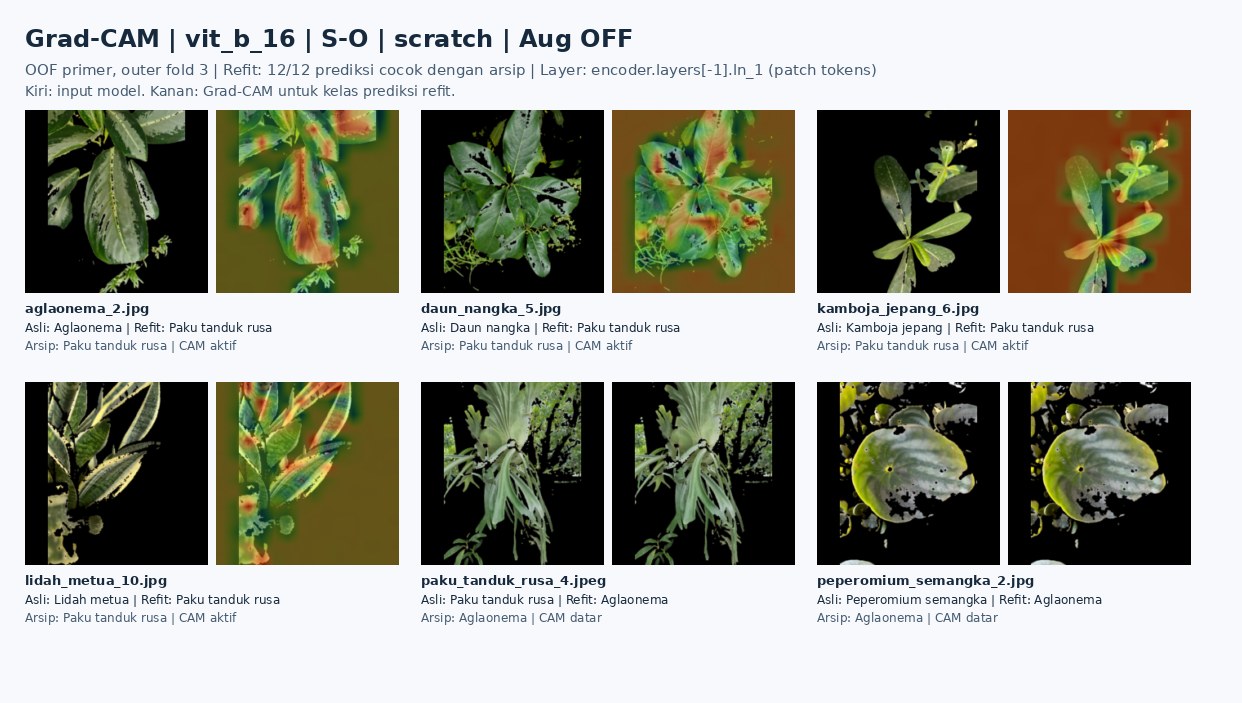 Grad-CAM | vit_b_16 | S-O | scratch | Aug OFF
OOF primer, outer fold 3 | Refit: 12/12 prediksi cocok dengan arsip | Layer: encoder.layers[-1].ln_1 (patch tokens)
Kiri: input model. Kanan: Grad-CAM untuk kelas prediksi refit.
aglaonema_2.jpg
Asli: Aglaonema | Refit: Paku tanduk rusa
Arsip: Paku tanduk rusa | CAM aktif
daun_nangka_5.jpg
Asli: Daun nangka | Refit: Paku tanduk rusa
Arsip: Paku tanduk rusa | CAM aktif
kamboja_jepang_6.jpg
Asli: Kamboja jepang | Refit: Paku tanduk rusa
Arsip: Paku tanduk rusa | CAM aktif
lidah_metua_10.jpg
Asli: Lidah metua | Refit: Paku tanduk rusa
Arsip: Paku tanduk rusa | CAM aktif
paku_tanduk_rusa_4.jpeg
Asli: Paku tanduk rusa | Refit: Aglaonema
Arsip: Aglaonema | CAM datar
peperomium_semangka_2.jpg
Asli: Peperomium semangka | Refit: Aglaonema
Arsip: Aglaonema | CAM datar